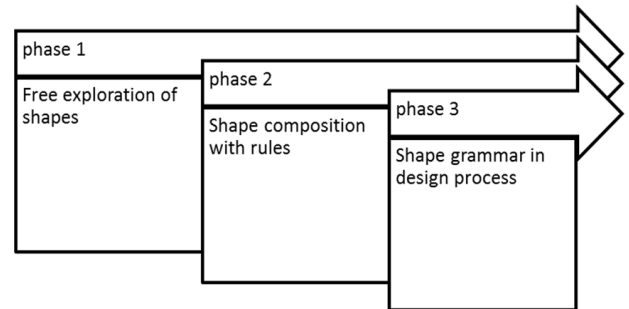 phase 1
Free exploration of
shapes
phase 2
Shape composition
with rules
phase 3
Shape grammar in
design process